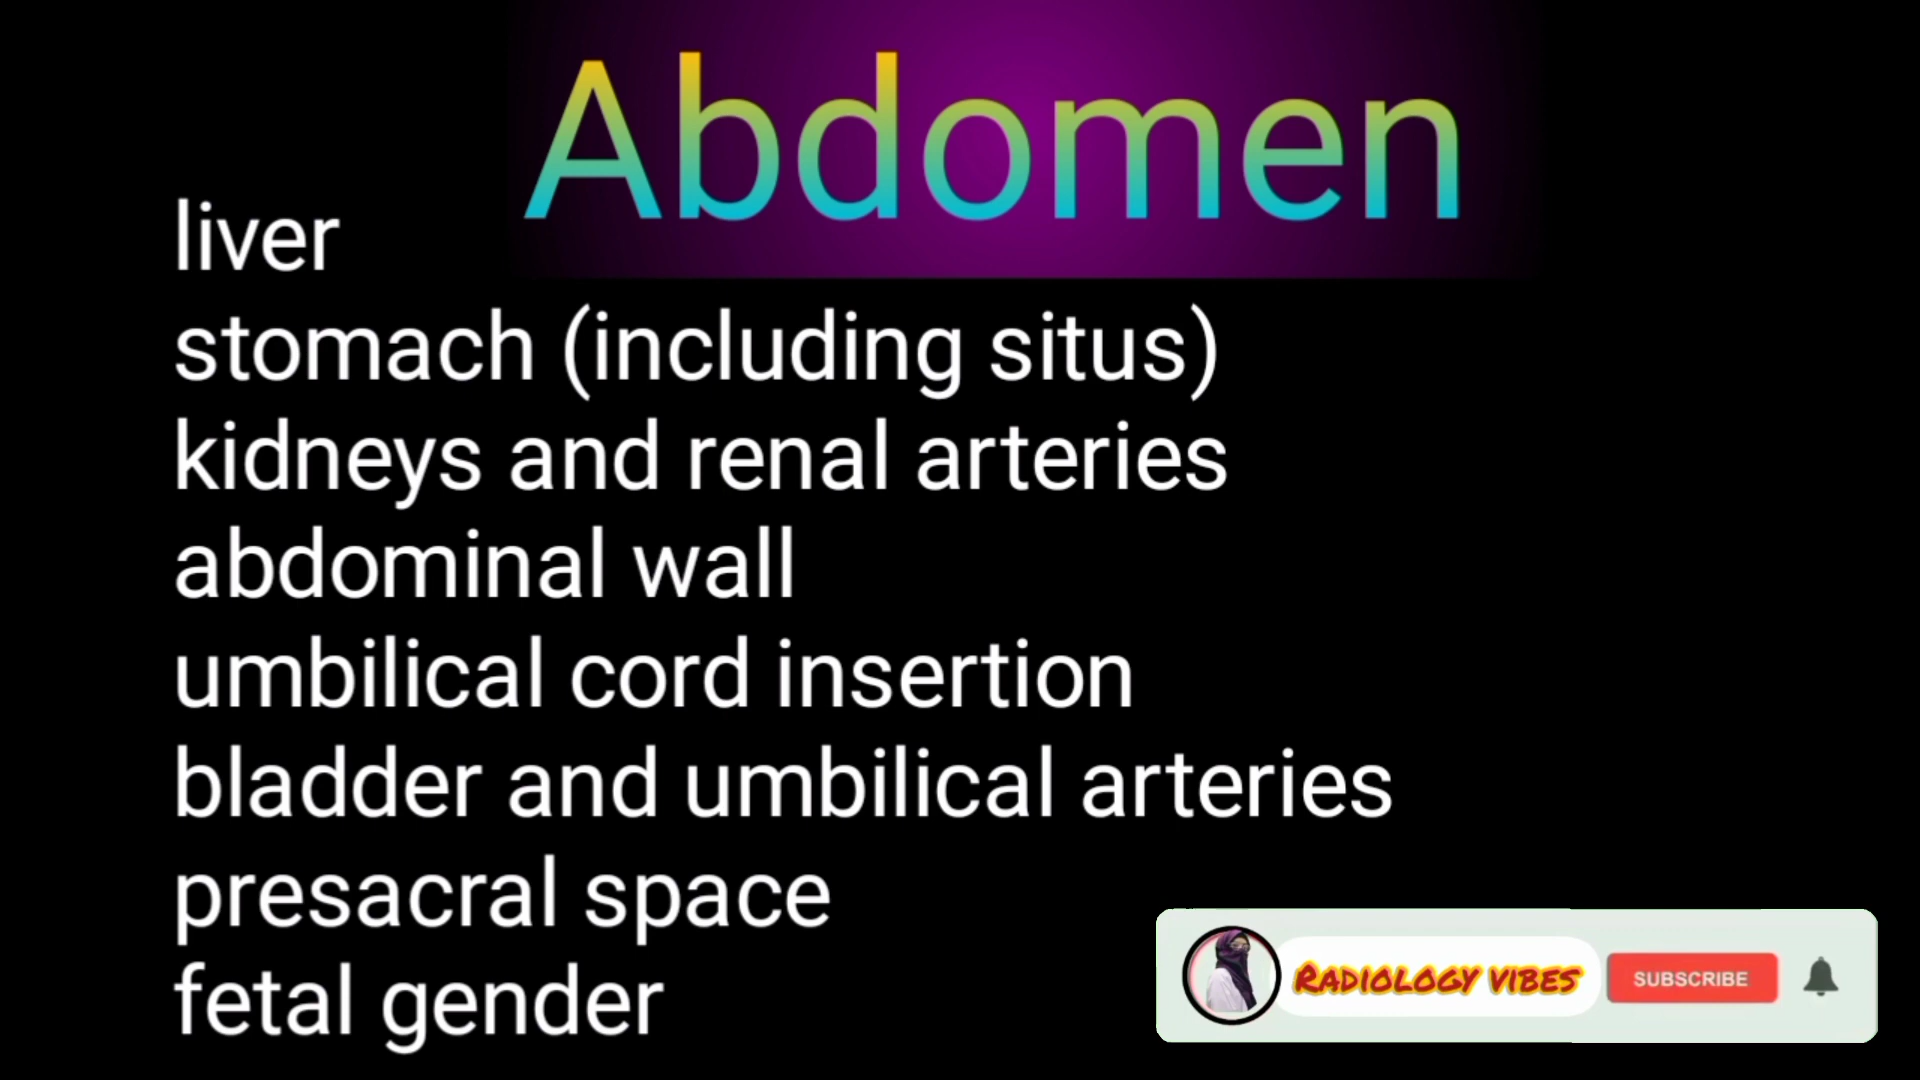 Abdomen
liver
stomach (including situs)
kidneys and renal arteries
abdominal wall
umbilical cord insertion
bladder and umbilical arteries
presacral space
fetal gender
RADIOLOGY VIBES
SUBSCRIBE